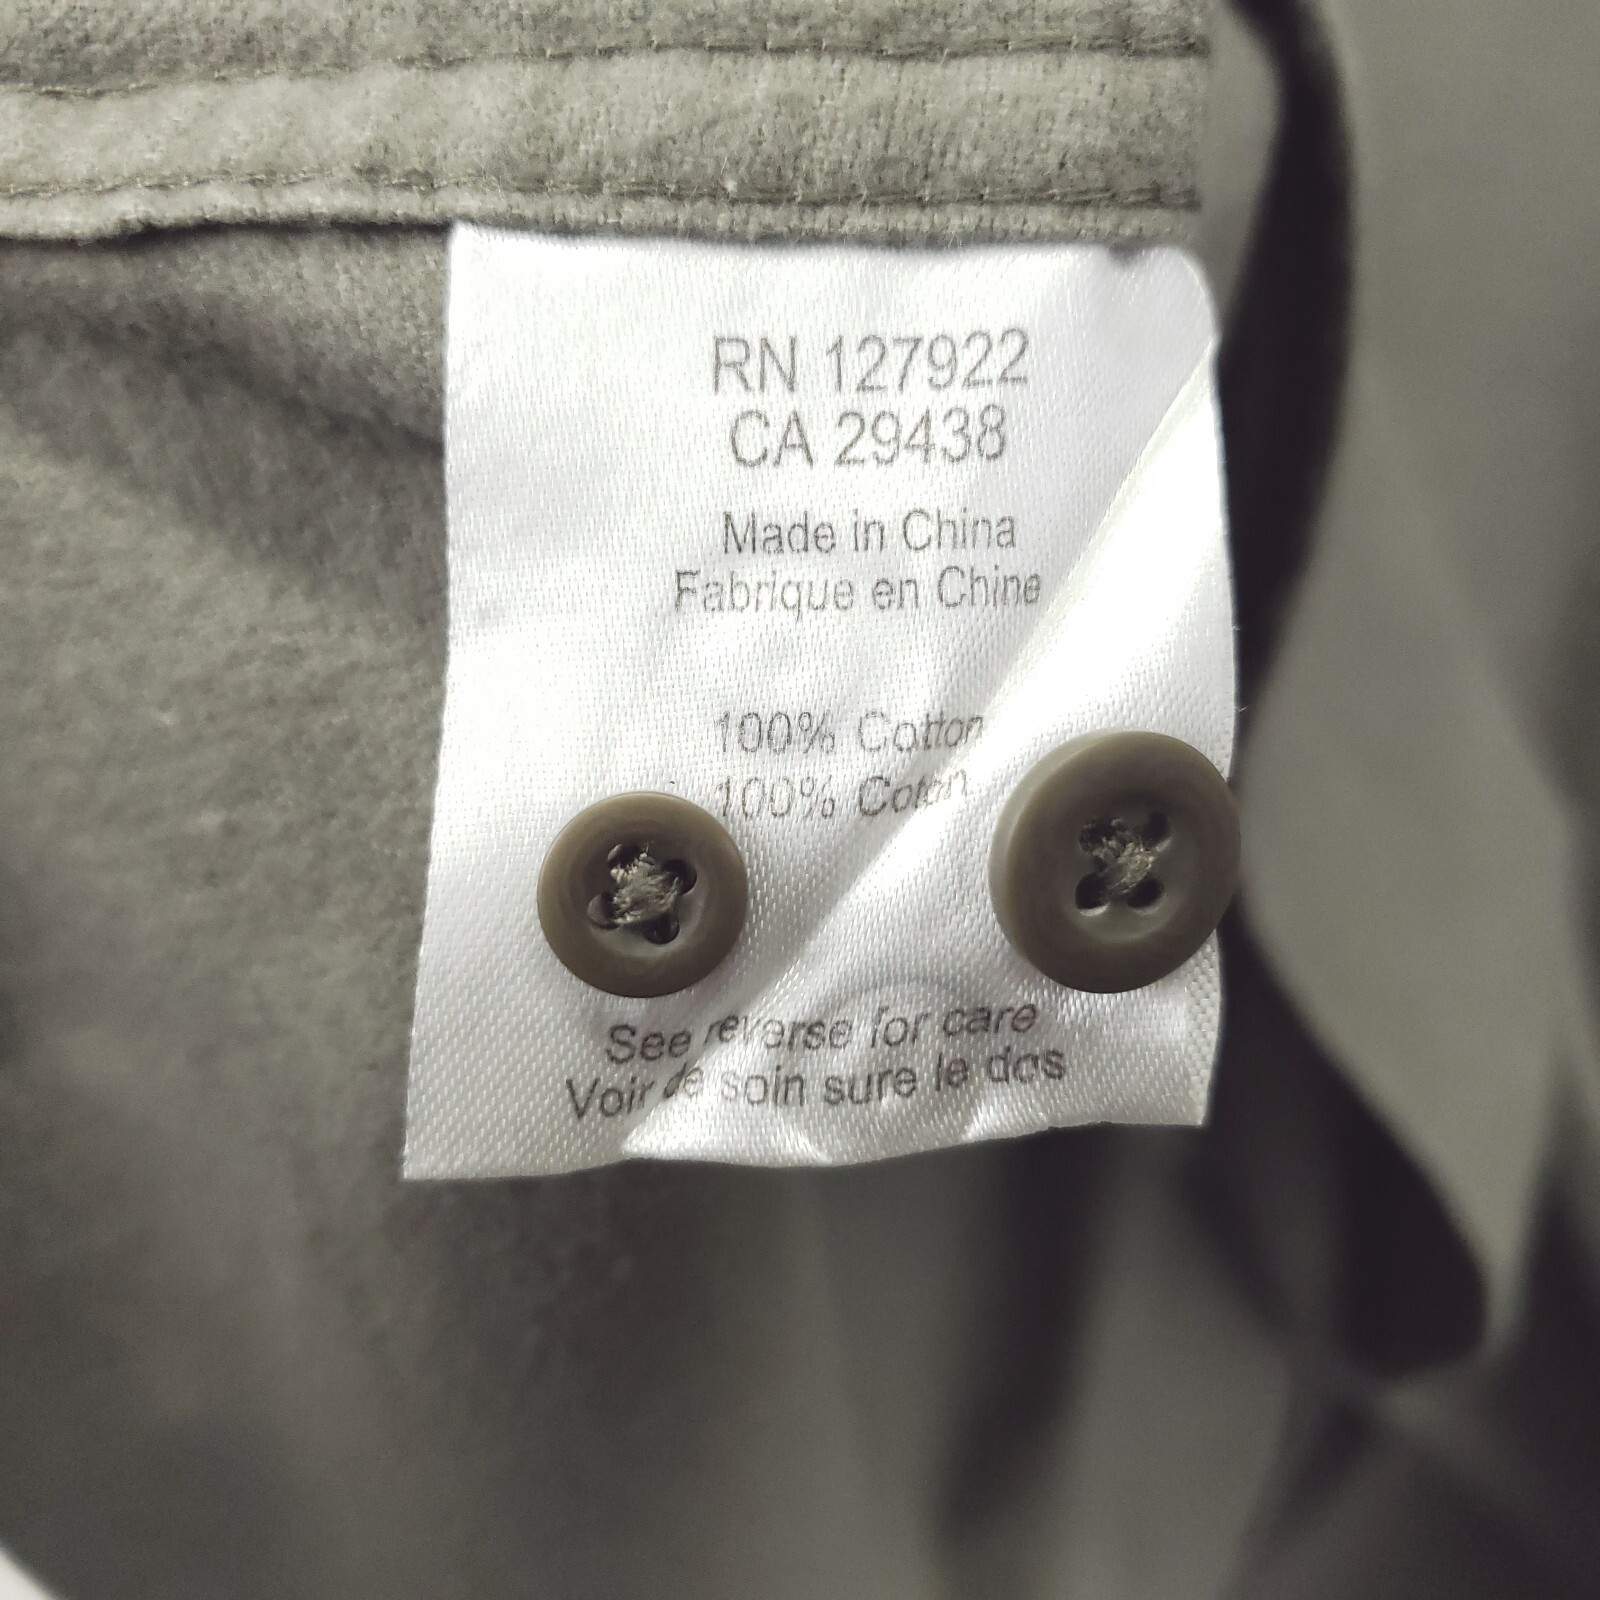 RN 127922
CA 29438
Made in China
Fabrique en Chine
100% Cotton
100% Coton
See reverse for care
Voir de soin sure le dos